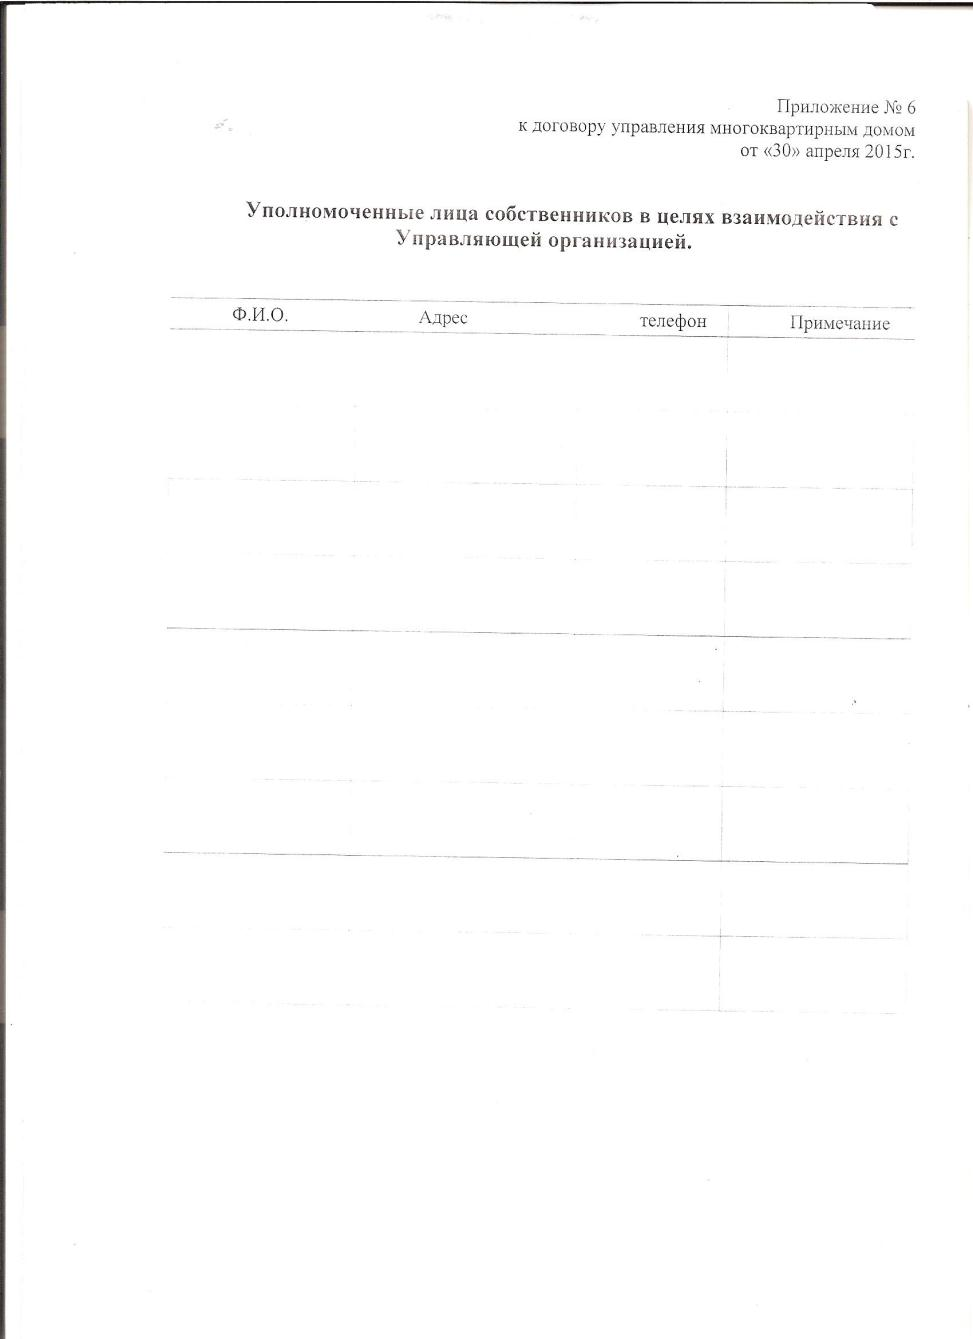 Приложение № 6
к договору управления многоквартирным домом
от «30» апреля 2015г.
Уполномоченные лица собственников в целях взаимодействия с
Управляющей организацией.
Ф.И.О. Адрес телефон Примечание